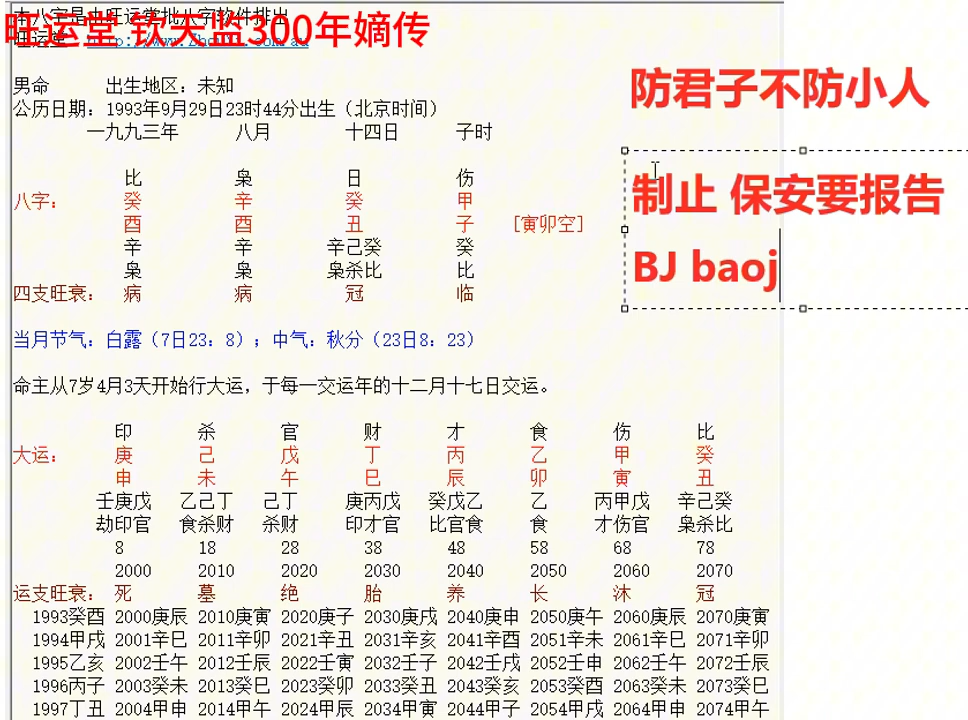 本八字是由旺运堂批八字软件排出
旺运堂 钦天监300年嫡传
旺运堂
防君子不防小人
制止 保安要报告
BJ baoj
男命 出生地区：未知
公历日期：1993年9月29日23时44分出生（北京时间）
一九九三年 八月 十四日 子时
比 枭 日 伤
八字： 癸 辛 癸 甲
酉 酉 丑 子 [寅卯空]
辛 辛 辛己癸 癸
枭 枭 枭杀比 比
四支旺衰： 病 病 冠 临
当月节气：白露（7日23：8）；中气：秋分（23日8：23）
命主从7岁4月3天开始行大运，于每一交运年的十二月十七日交运。
印 杀 官 财 才 食 伤 比
大运： 庚 己 戊 丁 丙 乙 甲 癸
申 未 午 巳 辰 卯 寅 丑
壬庚戊 乙己丁 己丁 庚丙戊 癸戊乙 乙 丙甲戊 辛己癸
劫印官 食杀财 杀财 印才官 比官食 食 才伤官 枭杀比
8 18 28 38 48 58 68 78
2000 2010 2020 2030 2040 2050 2060 2070
运支旺衰： 死 墓 绝 胎 养 长 沐 冠
1993癸酉 2000庚辰 2010庚寅 2020庚子 2030庚戌 2040庚申 2050庚午 2060庚辰 2070庚寅
1994甲戌 2001辛巳 2011辛卯 2021辛丑 2031辛亥 2041辛酉 2051辛未 2061辛巳 2071辛卯
1995乙亥 2002壬午 2012壬辰 2022壬寅 2032壬子 2042壬戌 2052壬申 2062壬午 2072壬辰
1996丙子 2003癸未 2013癸巳 2023癸卯 2033癸丑 2043癸亥 2053癸酉 2063癸未 2073癸巳
1997丁丑 2004甲申 2014甲午 2024甲辰 2034甲寅 2044甲子 2054甲戌 2064甲申 2074甲午